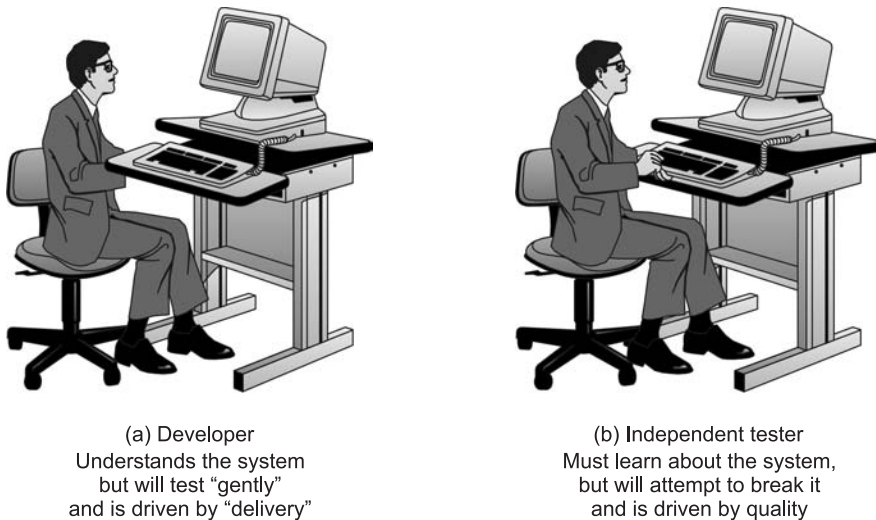 (a) Developer
Understands the system
but will test “gently”
and is driven by “delivery”
(b) Independent tester
Must learn about the system,
but will attempt to break it
and is driven by quality